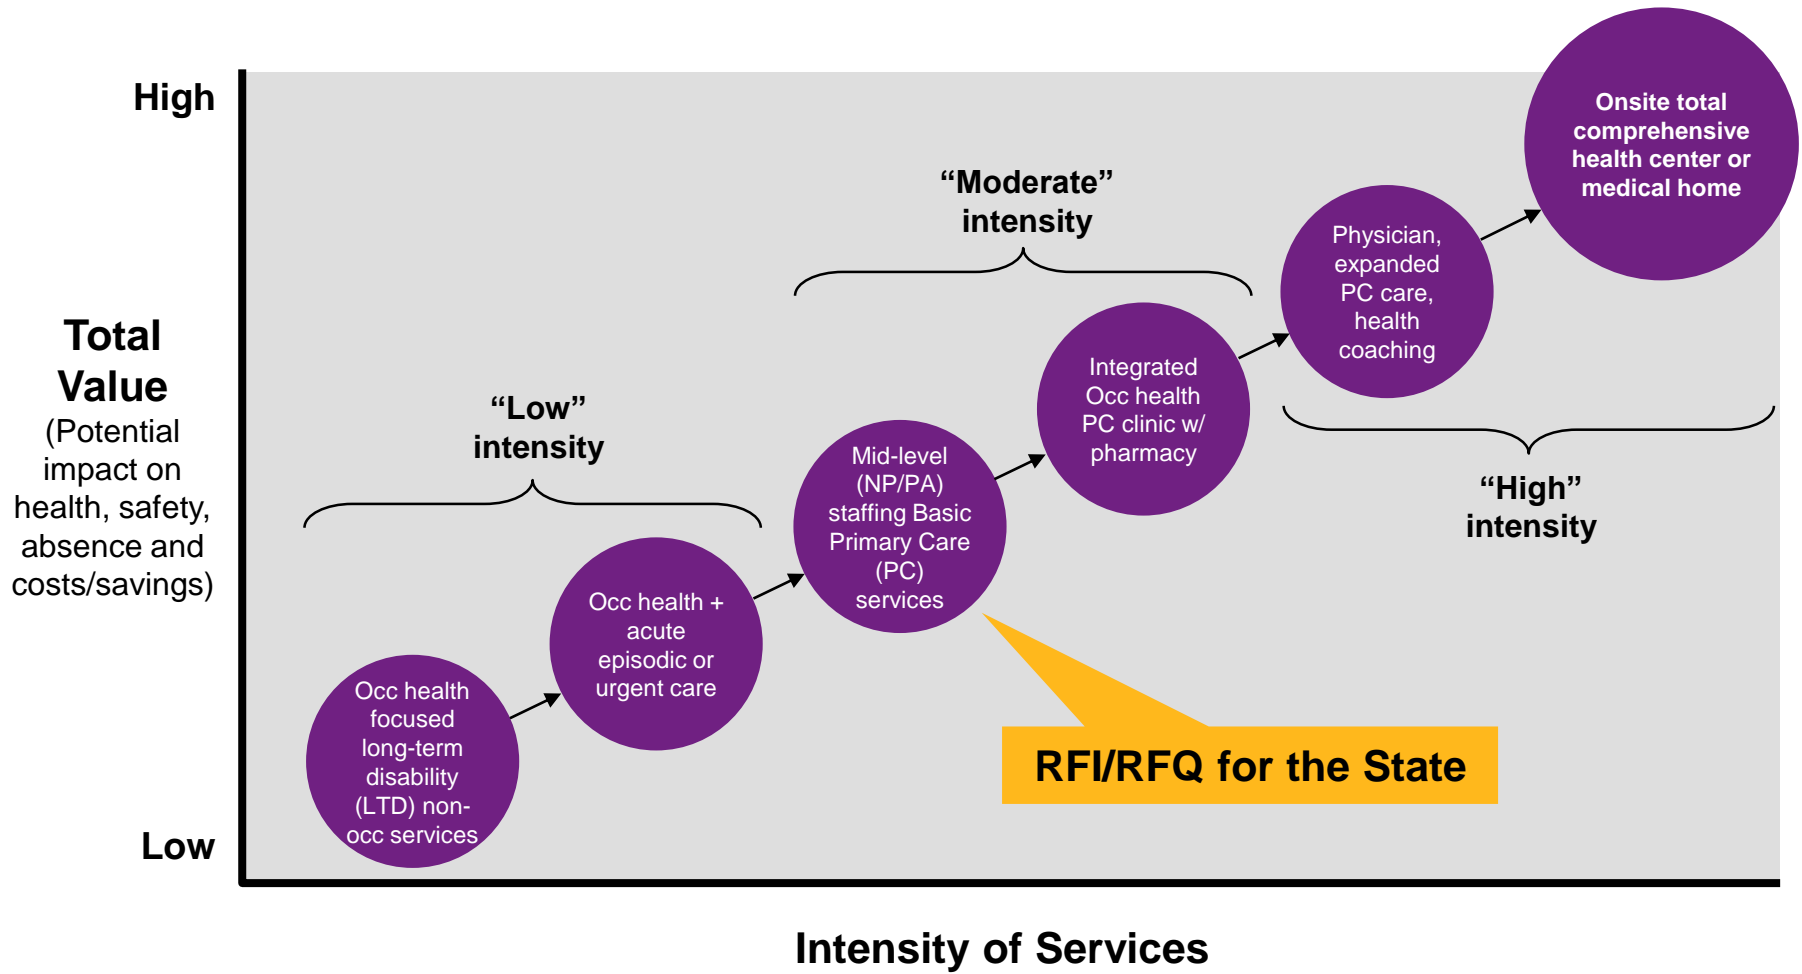 High
Total
Value
(Potential
impact on
health, safety,
absence and
costs/savings)
Low
“Low”
intensity
“Moderate”
intensity
“High”
intensity
Occ health
focused
long-term
disability
(LTD) non-
occ services
Occ health +
acute
episodic or
urgent care
Mid-level
(NP/PA)
staffing Basic
Primary Care
(PC)
services
Integrated
Occ health
PC clinic w/
pharmacy
Physician,
expanded
PC care,
health
coaching
Onsite total
comprehensive
health center or
medical home
RFI/RFQ for the State
Intensity of Services